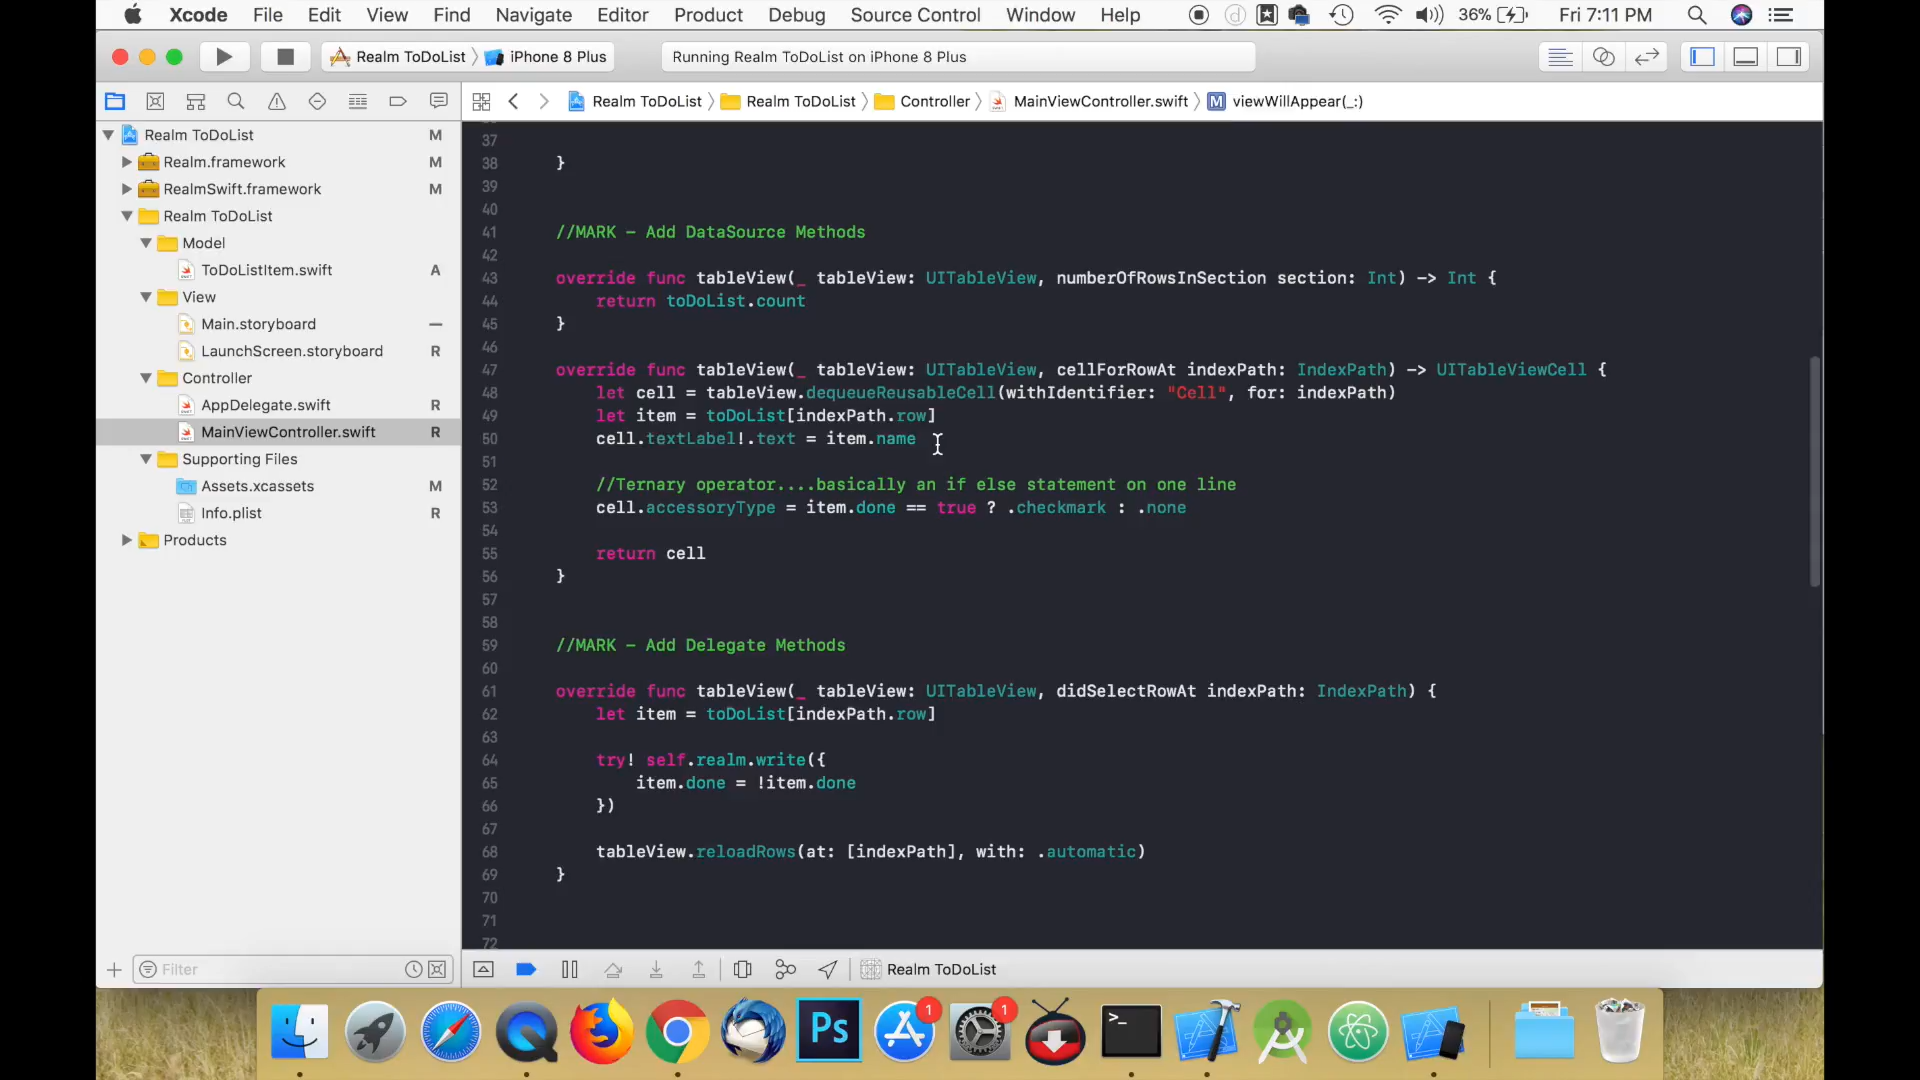 Xcode File Edit View Find Navigate Editor Product Debug Source Control Window Help 36% Fri 7:11 PM
Realm ToDoList iPhone 8 Plus Running Realm ToDoList on iPhone 8 Plus
Realm ToDoList Realm ToDoList Controller MainViewController.swift M viewWillAppear(_:)
Realm ToDoList M
Realm.framework M
RealmSwift.framework M
Realm ToDoList
Model
ToDoListItem.swift A
View
Main.storyboard —
LaunchScreen.storyboard R
Controller
AppDelegate.swift R
MainViewController.swift R
Supporting Files
Assets.xcassets M
Info.plist R
Products
37
38 }
39
40
41 //MARK - Add DataSource Methods
42
43 override func tableView(_ tableView: UITableView, numberOfRowsInSection section: Int) -> Int {
44 return toDoList.count
45 }
46
47 override func tableView(_ tableView: UITableView, cellForRowAt indexPath: IndexPath) -> UITableViewCell {
48 let cell = tableView.dequeueReusableCell(withIdentifier: "Cell", for: indexPath)
49 let item = toDoList[indexPath.row]
50 cell.textLabel!.text = item.name
51
52 //Ternary operator....basically an if else statement on one line
53 cell.accessoryType = item.done == true ? .checkmark : .none
54
55 return cell
56 }
57
58
59 //MARK - Add Delegate Methods
60
61 override func tableView(_ tableView: UITableView, didSelectRowAt indexPath: IndexPath) {
62 let item = toDoList[indexPath.row]
63
64 try! self.realm.write({
65 item.done = !item.done
66 })
67
68 tableView.reloadRows(at: [indexPath], with: .automatic)
69 }
70
71
72
Filter
Realm ToDoList
Ps 1 1 >_